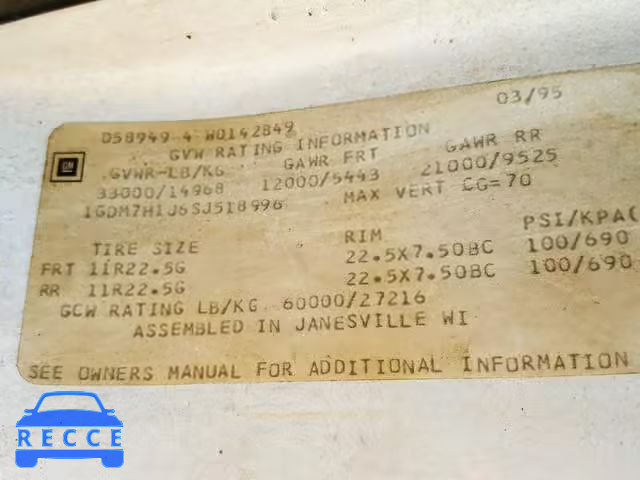 03/95
D58949 4 W0142849
GM
GVW RATING INFORMATION
GVWR-LB/KG GAWR FRT GAWR RR
33000/14968 12000/5443 21000/9525
1GDM7H1J6SJ518996 MAX VERT CG=70
TIRE SIZE RIM PSI/KPA(
FRT 11R22.5G 22.5X7.50BC 100/690
RR 11R22.5G 22.5X7.50BC 100/690
GCW RATING LB/KG 60000/27216
ASSEMBLED IN JANESVILLE WI
SEE OWNERS MANUAL FOR ADDITIONAL INFORMATION
RECCE